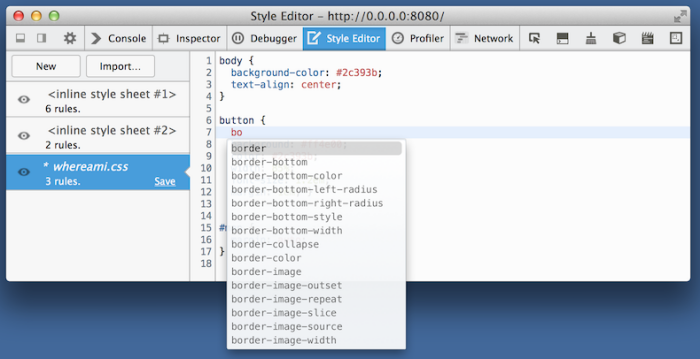 Style Editor – http://0.0.0.0:8080/
Console Inspector Debugger Style Editor Profiler Network
New Import...
<inline style sheet #1>
6 rules.
<inline style sheet #2>
2 rules.
* whereami.css
3 rules. Save
1 body {
2 background-color: #2c393b;
3 text-align: center;
4 }
5
6 button {
7 bo
8
9
10
11
12
13
14
15
16
17 }
18
border
border-bottom
border-bottom-color
border-bottom-left-radius
border-bottom-right-radius
border-bottom-style
border-bottom-width
border-collapse
border-color
border-image
border-image-outset
border-image-repeat
border-image-slice
border-image-source
border-image-width